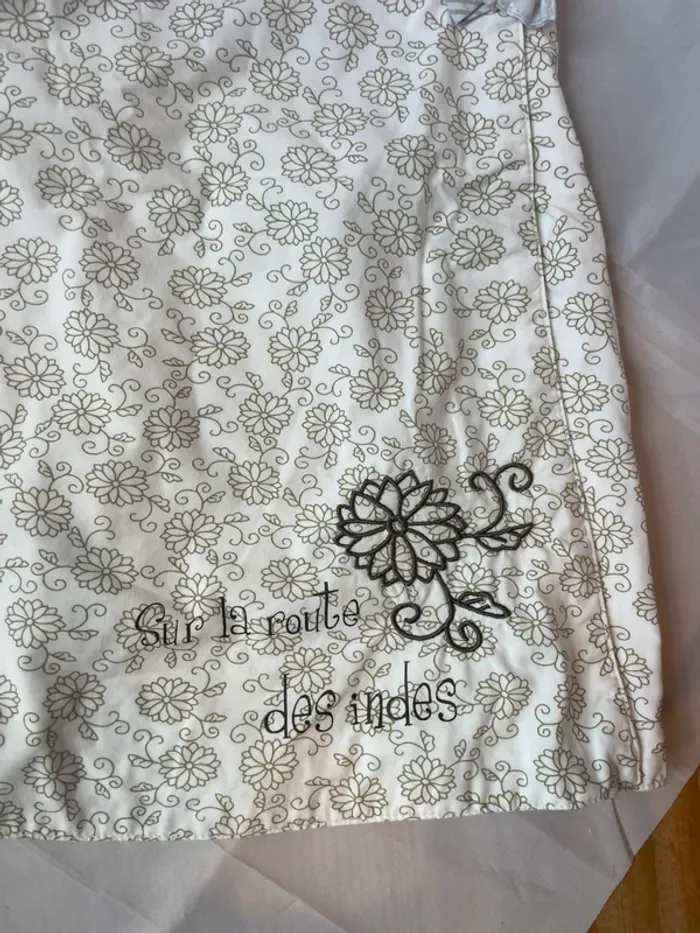 Sur la route
des indes